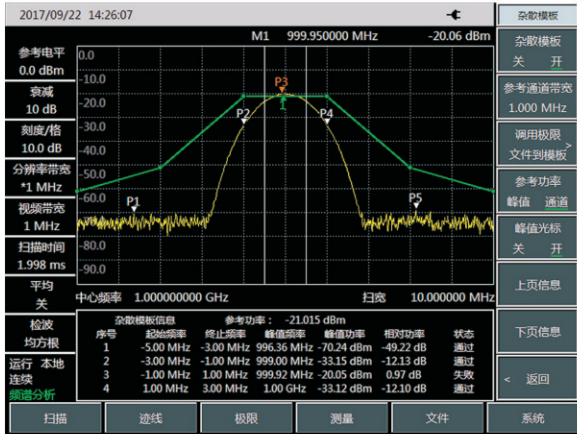 2017/09/22 14:26:07
杂散模板
M1 999.950000 MHz -20.06 dBm
参考电平
0.0 dBm
衰减
10 dB
刻度/格
10.0 dB
分辨率带宽
*1 MHz
视频带宽
1 MHz
扫描时间
1.998 ms
平均
关
检波
均方根
运行 本地
连续
频谱分析
0.0
-10.0
-20.0
-30.0
-40.0
-50.0
-60.0
-80.0
-90.0
P3
1
P2
P4
P1
P5
中心频率 1.000000000 GHz 扫宽 10.000000 MHz
杂散模板信息 参考功率: -21.015 dBm
序号 起始频率 终止频率 峰值频率 峰值功率 相对功率 状态
1 -5.00 MHz -3.00 MHz 996.36 MHz -70.24 dBm -49.22 dB 通过
2 -3.00 MHz -1.00 MHz 999.00 MHz -33.15 dBm -12.13 dB 通过
3 -1.00 MHz 1.00 MHz 999.92 MHz -20.05 dBm 0.97 dB 失败
4 1.00 MHz 3.00 MHz 1.00 GHz -33.12 dBm -12.10 dB 通过
杂散模板
关 开
参考通道带宽
1.000 MHz
调用极限
文件到模板 >
参考功率
峰值 通道
峰值光标
关 开
上页信息
下页信息
< 返回
扫描 迹线 极限 测量 文件 系统